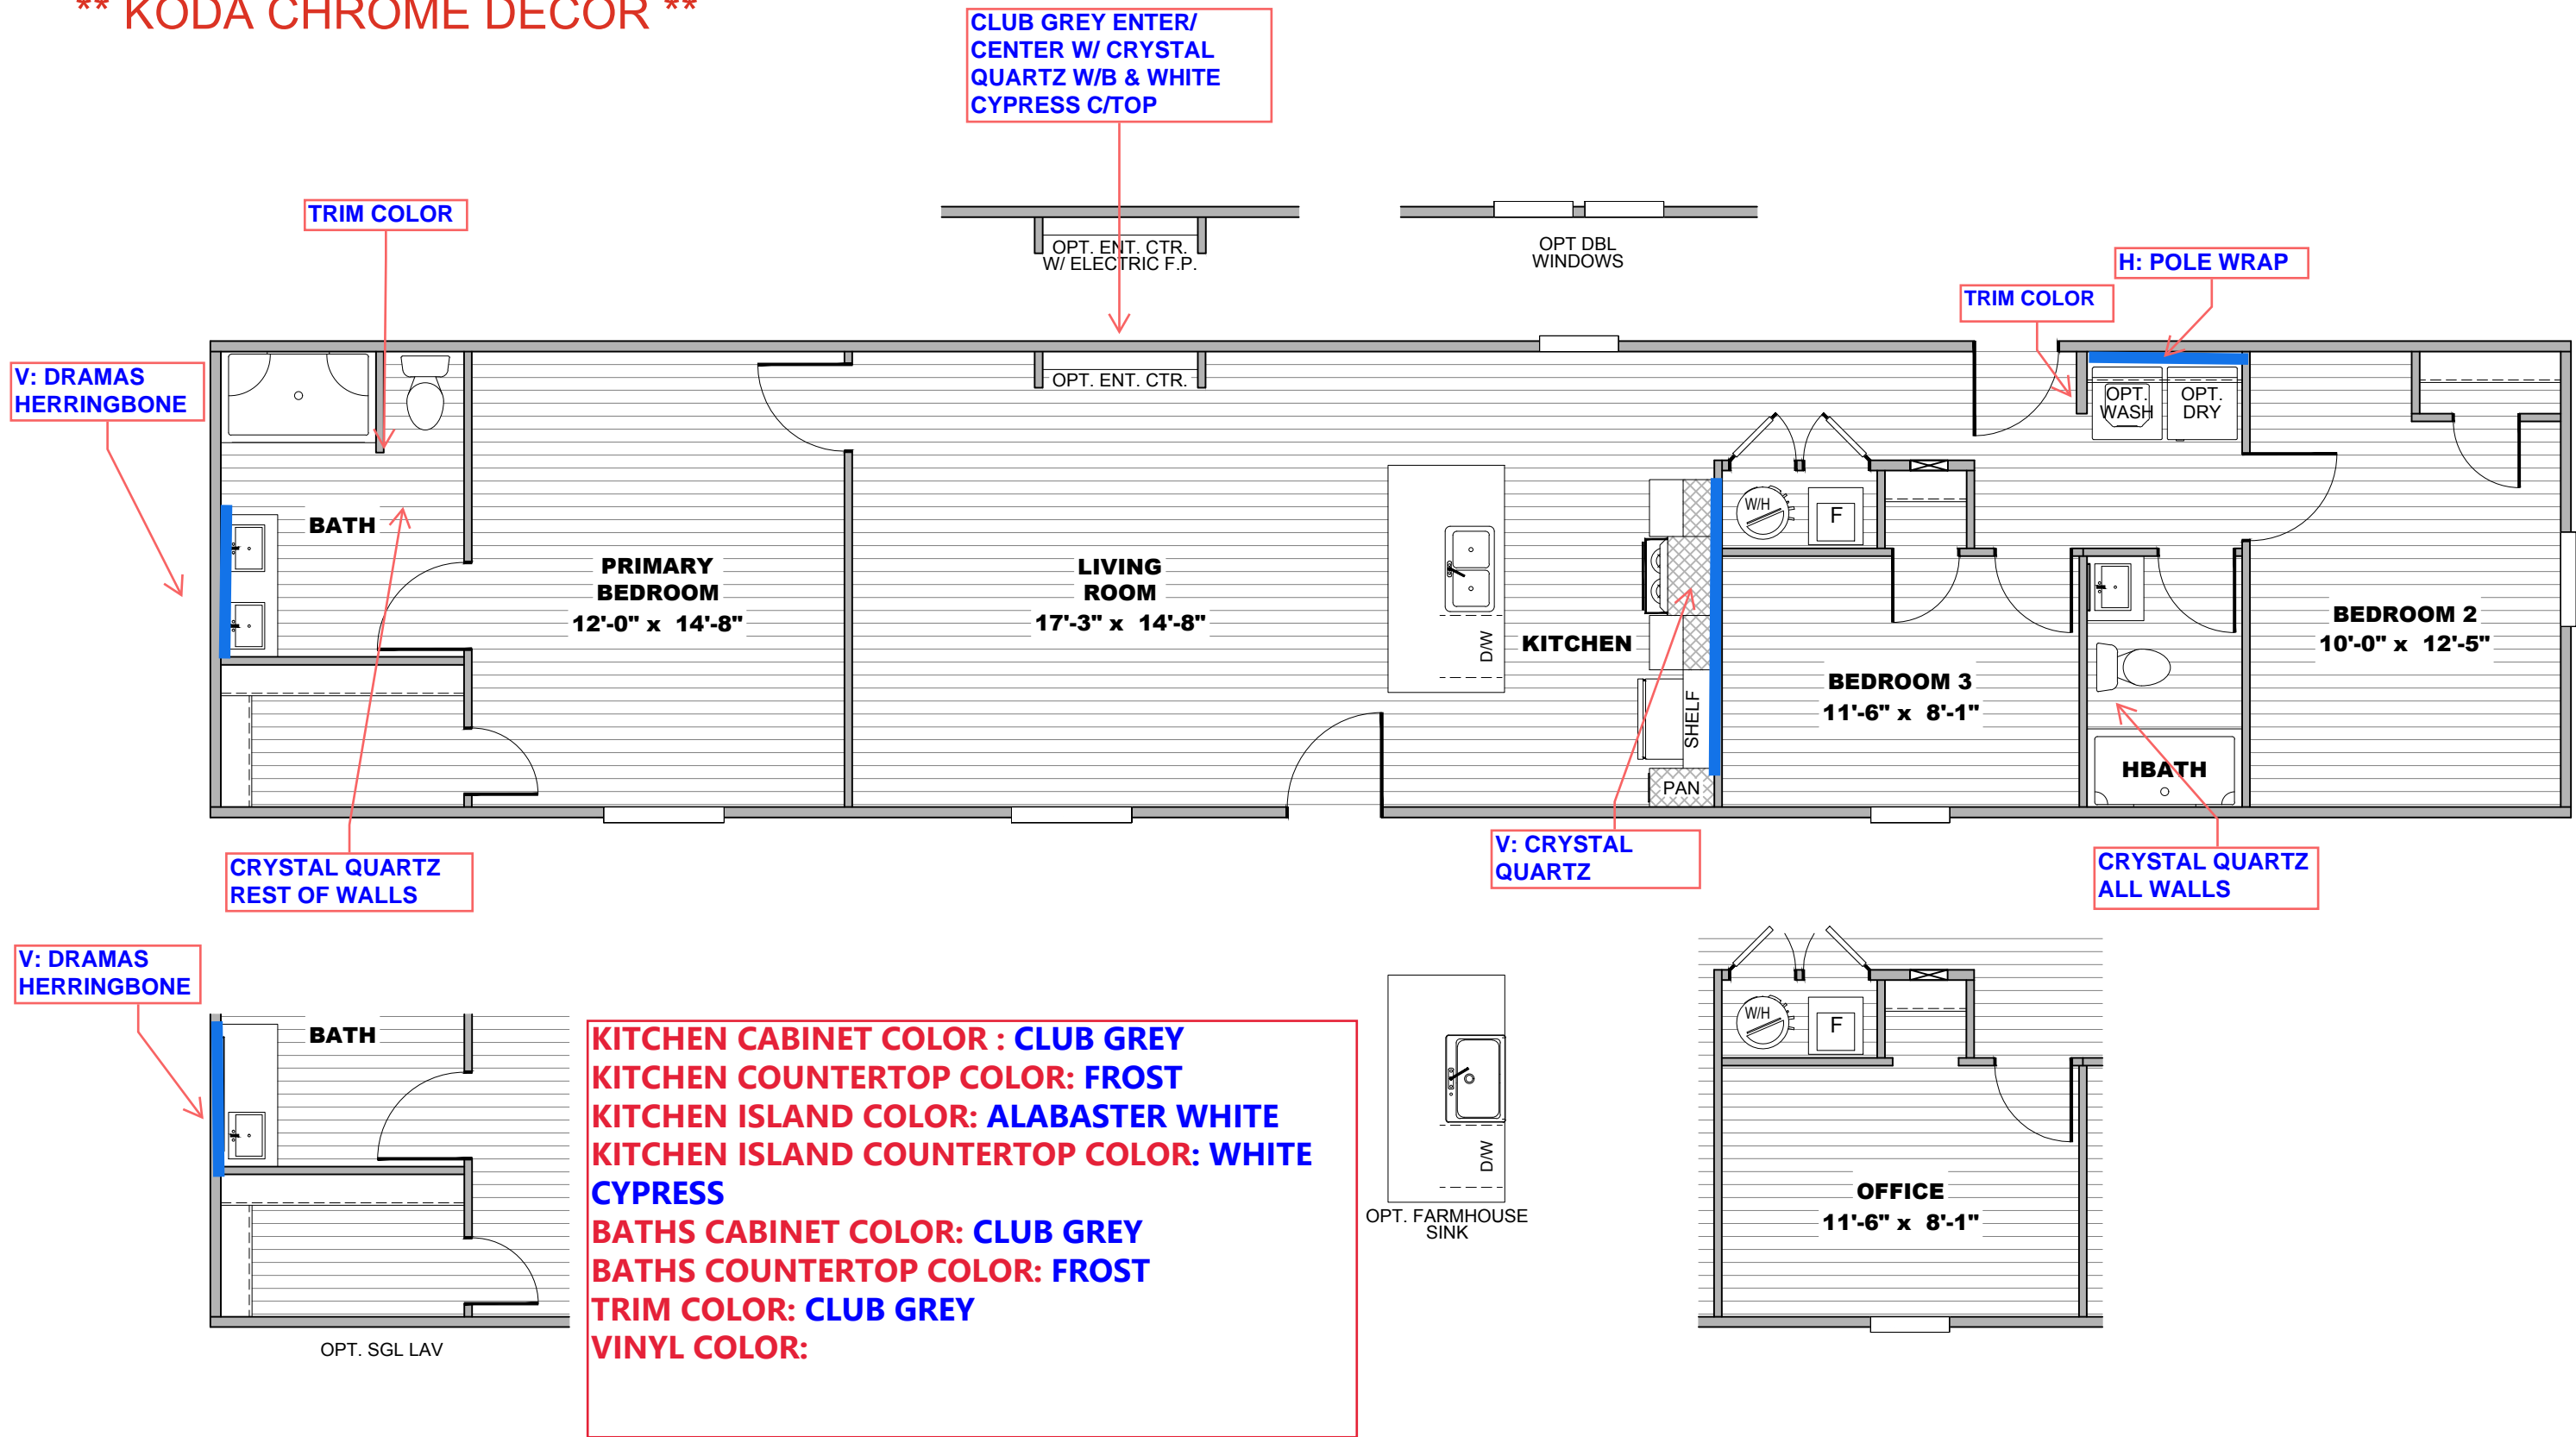 ** KODA CHROME DECOR **
CLUB GREY ENTER/
CENTER W/ CRYSTAL
QUARTZ W/B & WHITE
CYPRESS C/TOP
TRIM COLOR
OPT. ENT. CTR.
W/ ELECTRIC F.P.
OPT DBL
WINDOWS
H: POLE WRAP
TRIM COLOR
V: DRAMAS
HERRINGBONE
OPT. ENT. CTR.
OPT.
WASH
OPT.
DRY
BATH
W/H
F
PRIMARY
BEDROOM
12'-0" x 14'-8"
LIVING
ROOM
17'-3" x 14'-8"
D/W
KITCHEN
SHELF
PAN
BEDROOM 3
11'-6" x 8'-1"
BEDROOM 2
10'-0" x 12'-5"
HBATH
CRYSTAL QUARTZ
REST OF WALLS
V: CRYSTAL
QUARTZ
CRYSTAL QUARTZ
ALL WALLS
V: DRAMAS
HERRINGBONE
BATH
OPT. SGL LAV
KITCHEN CABINET COLOR : CLUB GREY
KITCHEN COUNTERTOP COLOR: FROST
KITCHEN ISLAND COLOR: ALABASTER WHITE
KITCHEN ISLAND COUNTERTOP COLOR: WHITE
CYPRESS
BATHS CABINET COLOR: CLUB GREY
BATHS COUNTERTOP COLOR: FROST
TRIM COLOR: CLUB GREY
VINYL COLOR:
D/W
OPT. FARMHOUSE
SINK
W/H
F
OFFICE
11'-6" x 8'-1"